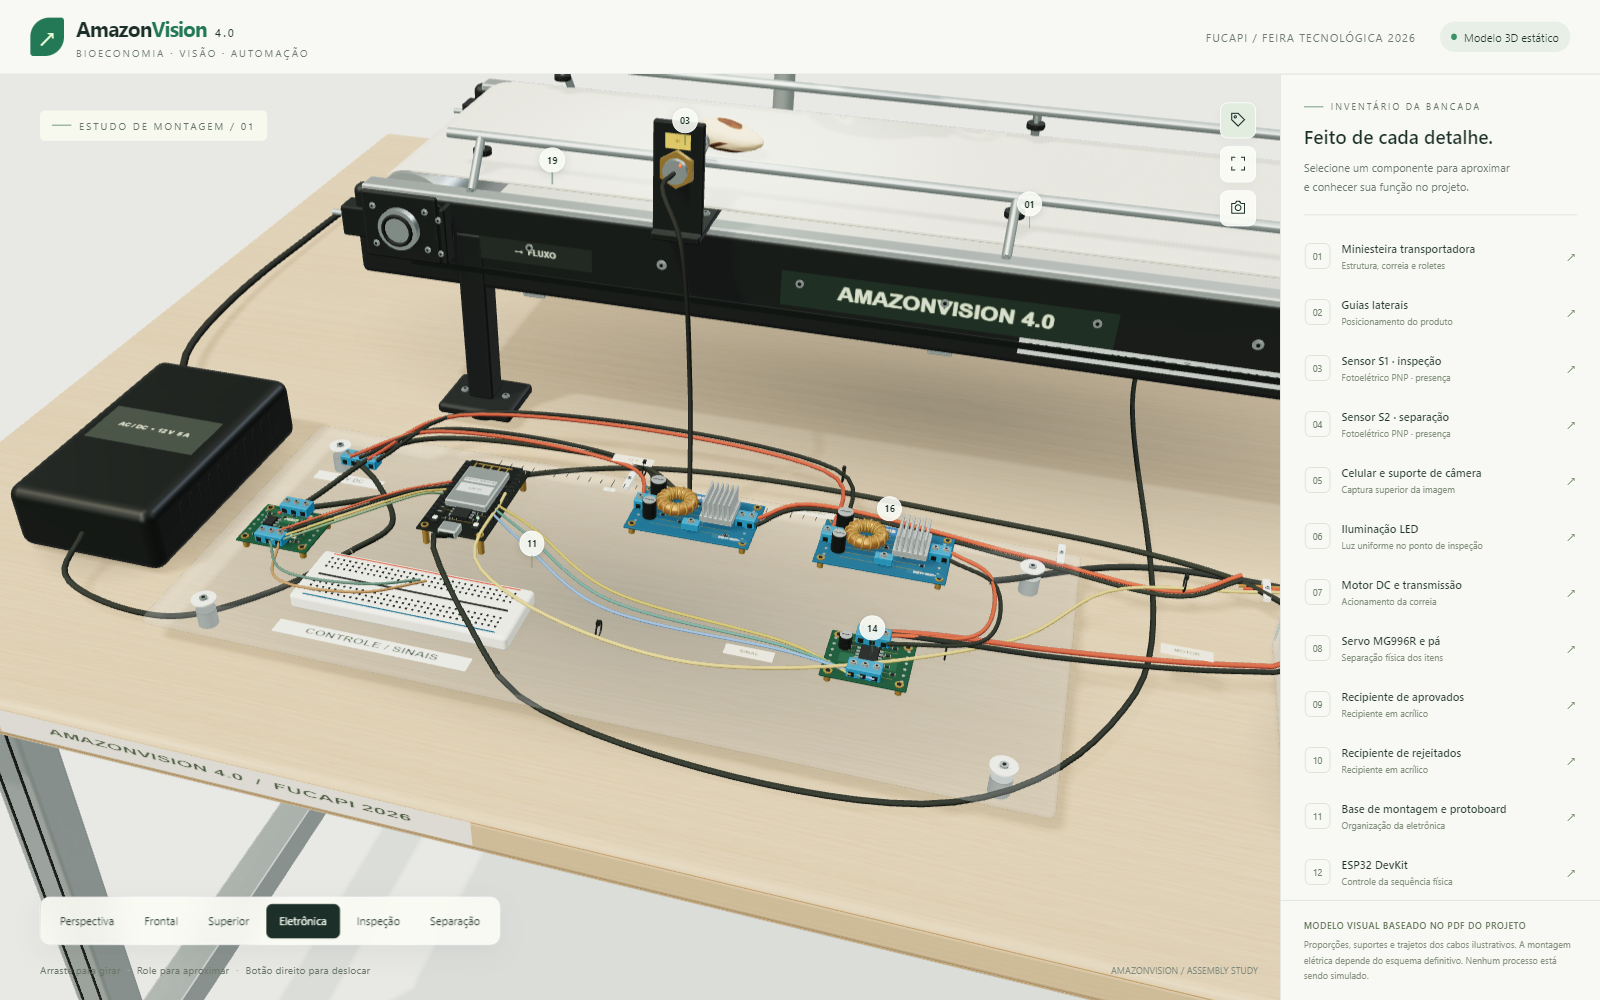 AmazonVision 4.0
BIOECONOMIA · VISÃO · AUTOMAÇÃO
FUCAPI / FEIRA TECNOLÓGICA 2026
Modelo 3D estático
ESTUDO DE MONTAGEM / 01
03
19
01
→ FLUXO
AMAZONVISION 4.0
AC/DC • 12V 5A
DC
16
11
14
CONTROLE / SINAIS
SINAL
MOTOR
AMAZONVISION 4.0 / FUCAPI 2026
Perspectiva
Frontal
Superior
Eletrônica
Inspeção
Separação
Arraste para girar · Role para aproximar · Botão direito para deslocar
AMAZONVISION / ASSEMBLY STUDY
INVENTÁRIO DA BANCADA
Feito de cada detalhe.
Selecione um componente para aproximar
e conhecer sua função no projeto.
01 Miniesteira transportadora ↗
Estrutura, correia e roletes
02 Guias laterais ↗
Posicionamento do produto
03 Sensor S1 · inspeção ↗
Fotoelétrico PNP · presença
04 Sensor S2 · separação ↗
Fotoelétrico PNP · presença
05 Celular e suporte de câmera ↗
Captura superior da imagem
06 Iluminação LED ↗
Luz uniforme no ponto de inspeção
07 Motor DC e transmissão ↗
Acionamento da correia
08 Servo MG996R e pá ↗
Separação física dos itens
09 Recipiente de aprovados ↗
Recipiente em acrílico
10 Recipiente de rejeitados ↗
Recipiente em acrílico
11 Base de montagem e protoboard ↗
Organização da eletrônica
12 ESP32 DevKit ↗
Controle da sequência física
MODELO VISUAL BASEADO NO PDF DO PROJETO
Proporções, suportes e trajetos dos cabos ilustrativos. A montagem
elétrica depende do esquema definitivo. Nenhum processo está
sendo simulado.